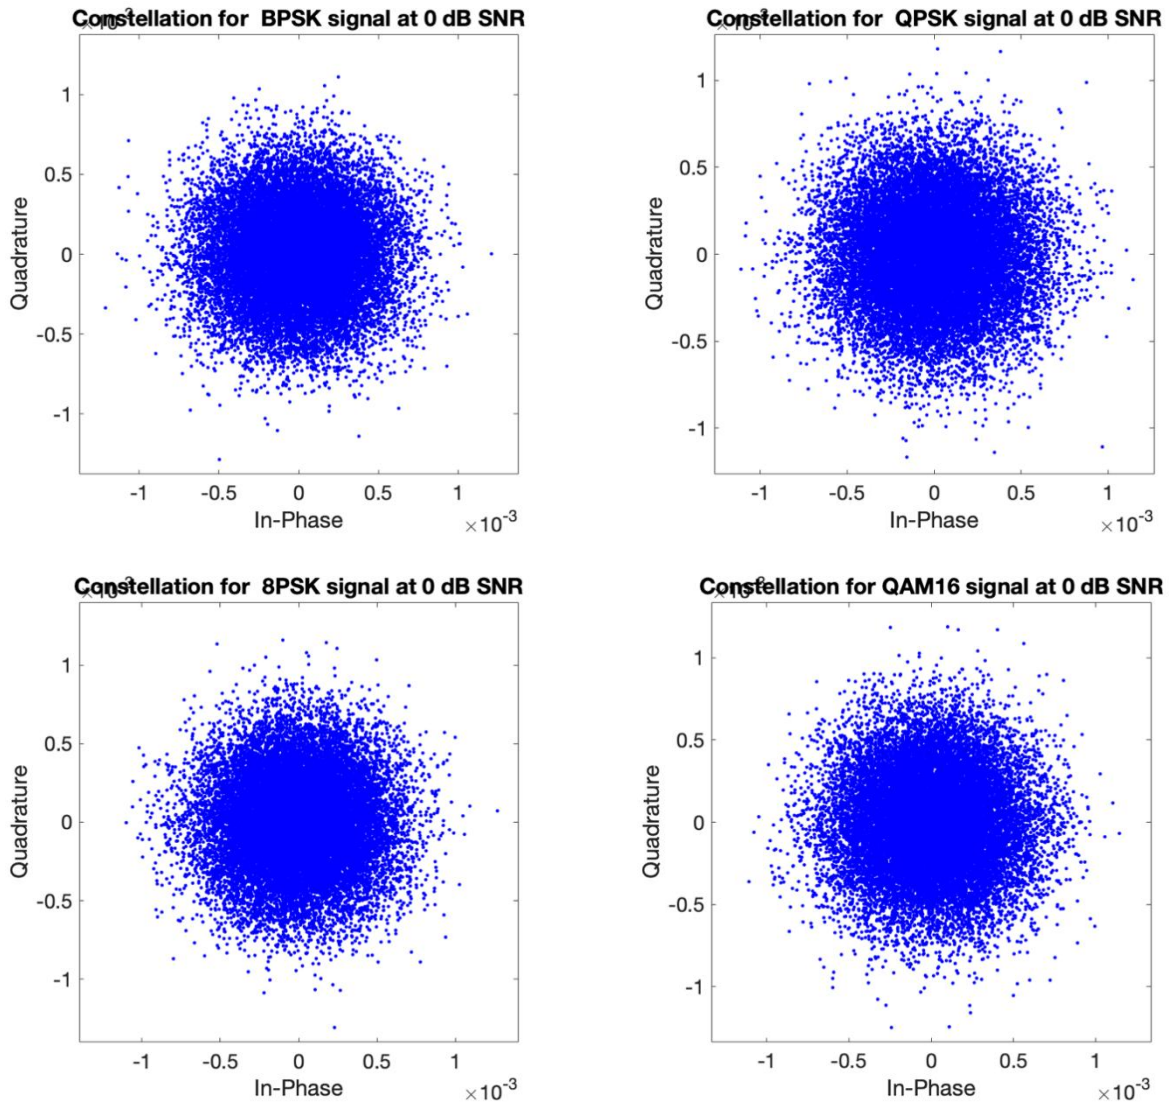 Constellation for BPSK signal at 0 dB SNR
Quadrature
1
0.5
0
-0.5
-1
-1 -0.5 0 0.5 1
In-Phase
×10-3
Constellation for QPSK signal at 0 dB SNR
Quadrature
1
0.5
0
-0.5
-1
-1 -0.5 0 0.5 1
In-Phase
×10-3
Constellation for 8PSK signal at 0 dB SNR
Quadrature
1
0.5
0
-0.5
-1
-1 -0.5 0 0.5 1
In-Phase
×10-3
Constellation for QAM16 signal at 0 dB SNR
Quadrature
1
0.5
0
-0.5
-1
-1 -0.5 0 0.5 1
In-Phase
×10-3